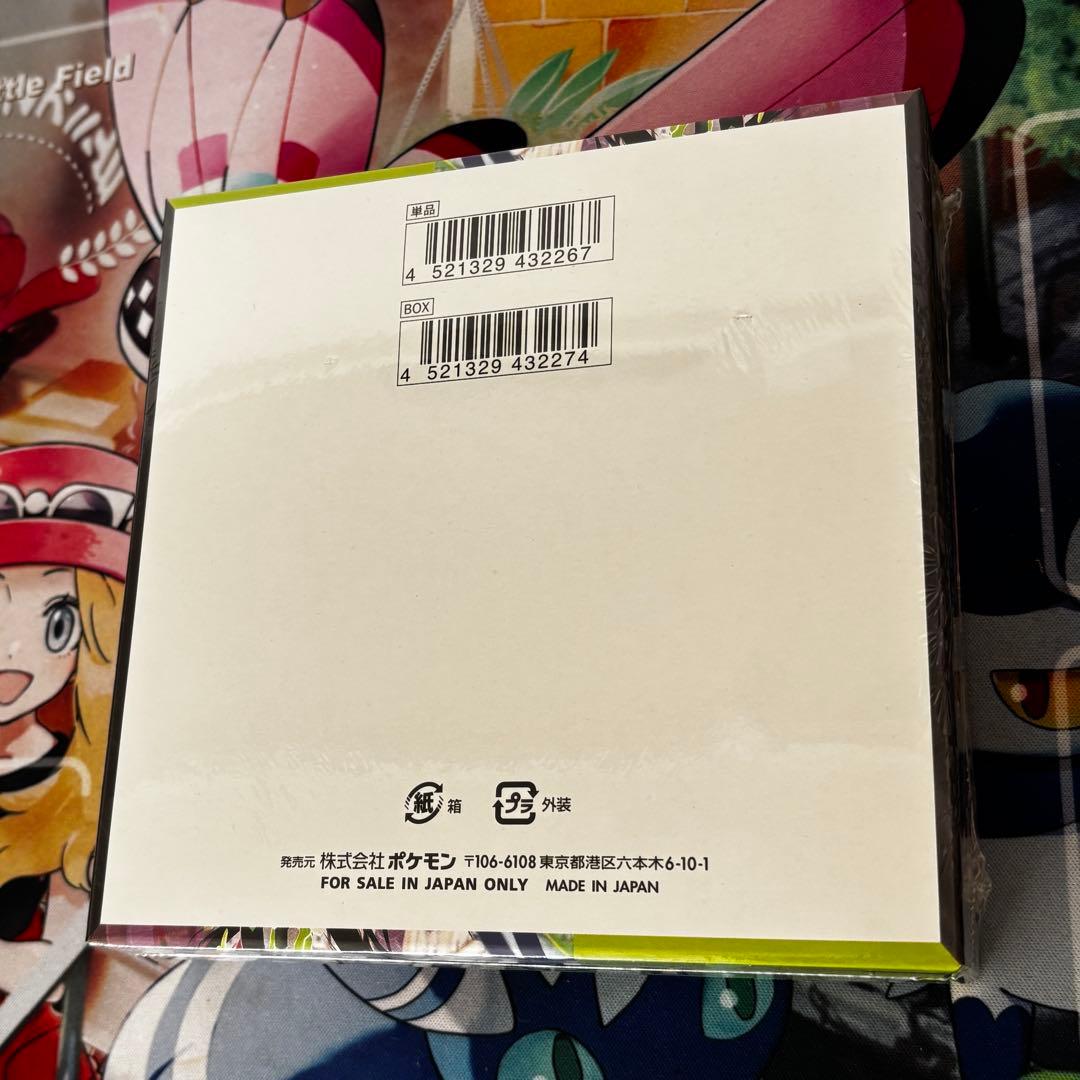 ttle Field
単品
4 521329 432267
BOX
4 521329 432274
紙 箱 プラ 外装
発売元 株式会社ポケモン 〒106-6108 東京都港区六本木6-10-1
FOR SALE IN JAPAN ONLY MADE IN JAPAN